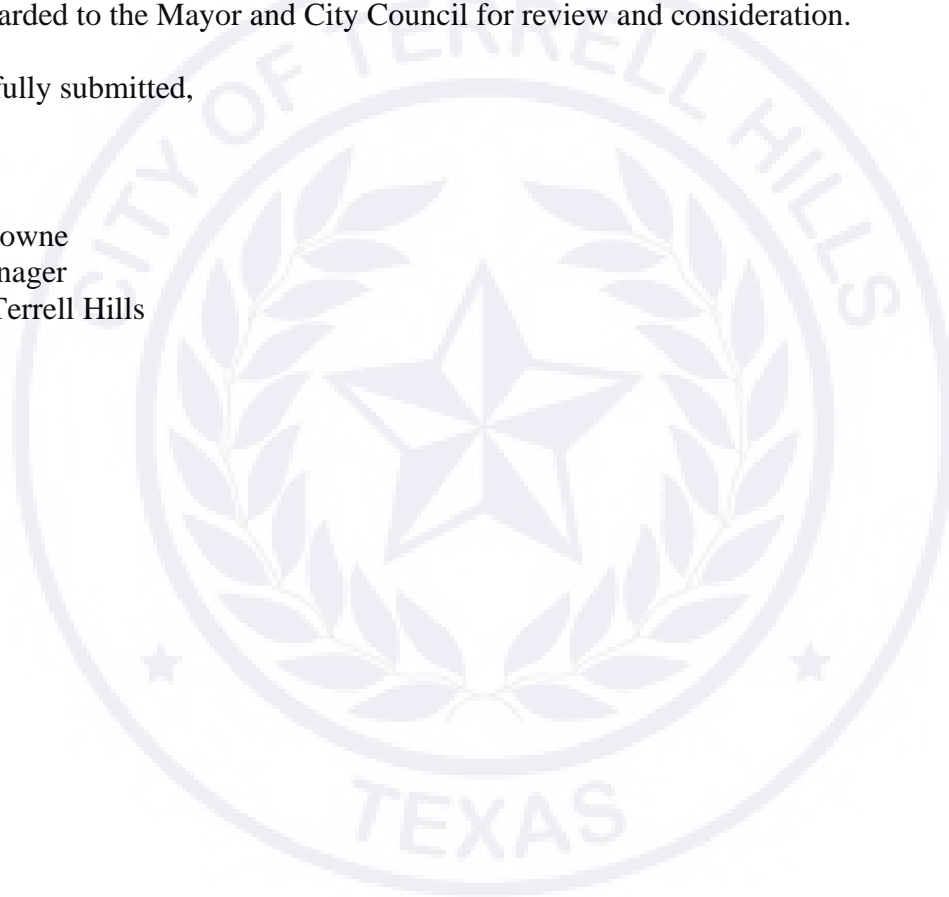 arded to the Mayor and City Council for review and consideration.
fully submitted,
owne
nager
Terrell Hills
CITY OF TERRELL HILLS
TEXAS